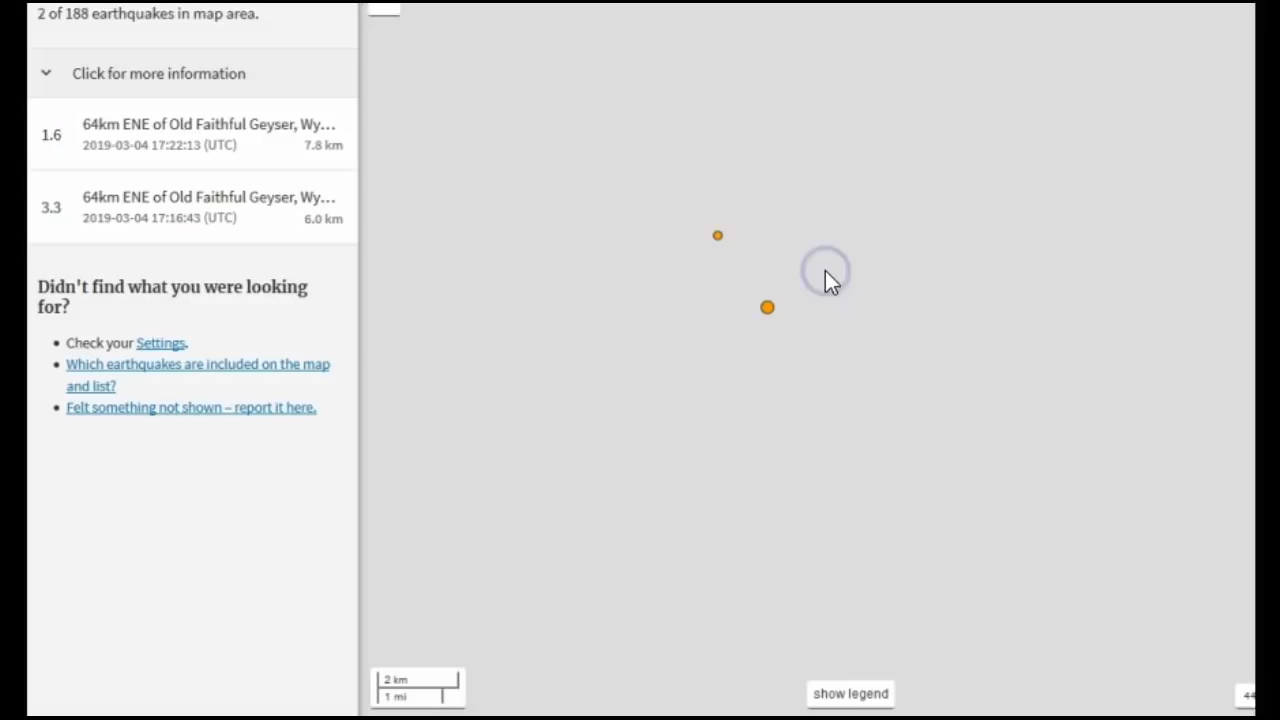 2 of 188 earthquakes in map area.
Click for more information
1.6
64km ENE of Old Faithful Geyser, Wy...
2019-03-04 17:22:13 (UTC)
7.8 km
3.3
64km ENE of Old Faithful Geyser, Wy...
2019-03-04 17:16:43 (UTC)
6.0 km
Didn't find what you were looking
for?
Check your Settings.
Which earthquakes are included on the map
and list?
Felt something not shown – report it here.
2 km
1 mi
show legend
44